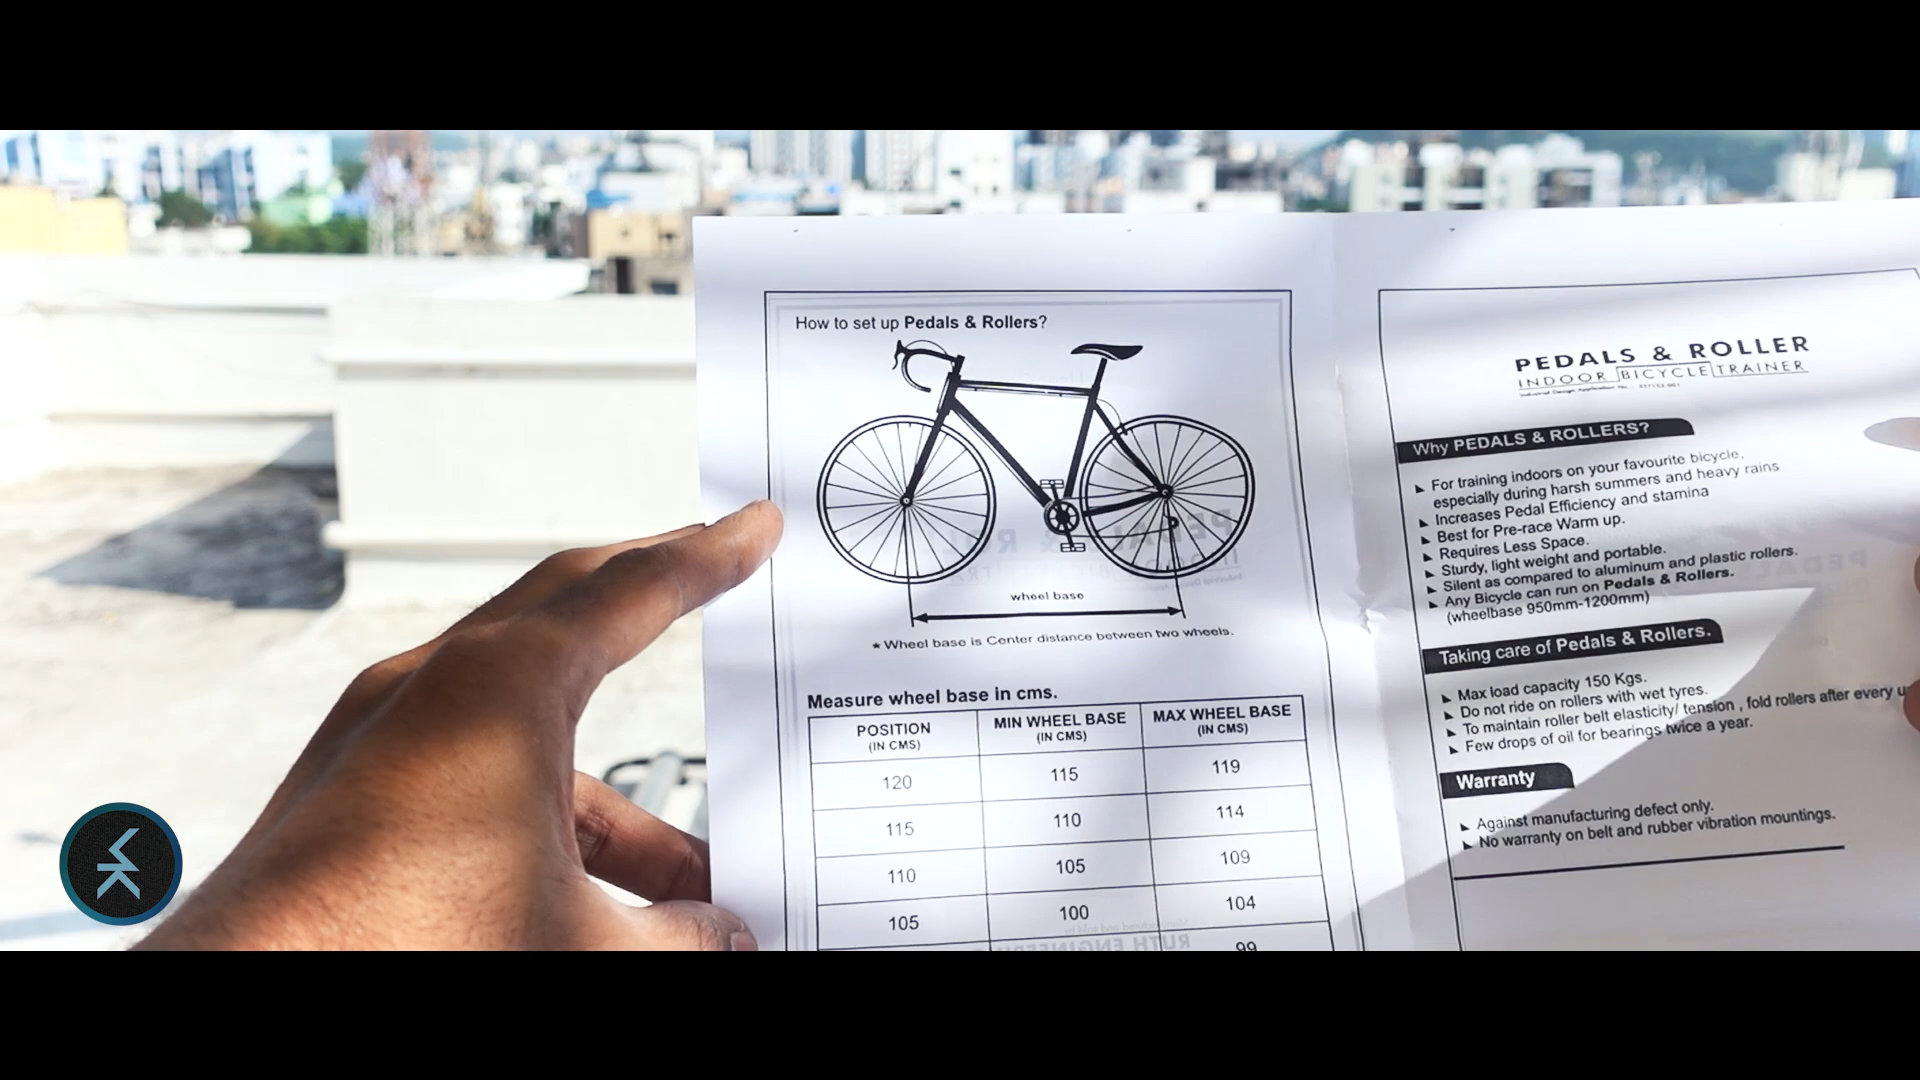 How to set up Pedals & Rollers?
wheel base
* Wheel base is Center distance between two wheels.
Measure wheel base in cms.
POSITION (IN CMS) MIN WHEEL BASE (IN CMS) MAX WHEEL BASE (IN CMS)
120 115 119
115 110 114
110 105 109
105 100 104
99
PEDALS & ROLLER
INDOOR BICYCLE TRAINER
Why PEDALS & ROLLERS?
For training indoors on your favourite bicycle,
especially during harsh summers and heavy rains
Increases Pedal Efficiency and stamina
Best for Pre-race Warm up.
Requires Less Space.
Sturdy, light weight and portable.
Silent as compared to aluminum and plastic rollers.
Any Bicycle can run on Pedals & Rollers.
(wheelbase 950mm-1200mm)
Taking care of Pedals & Rollers.
Max load capacity 150 Kgs.
Do not ride on rollers with wet tyres.
To maintain roller belt elasticity/ tension , fold rollers after every
Few drops of oil for bearings twice a year.
Warranty
Against manufacturing defect only.
No warranty on belt and rubber vibration mountings.